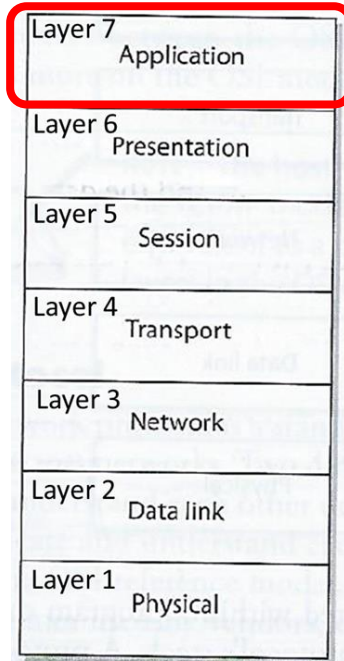 Layer 7
Application
Layer 6
Presentation
Layer 5
Session
Layer 4
Transport
Layer 3
Network
Layer 2
Data link
Layer 1
Physical